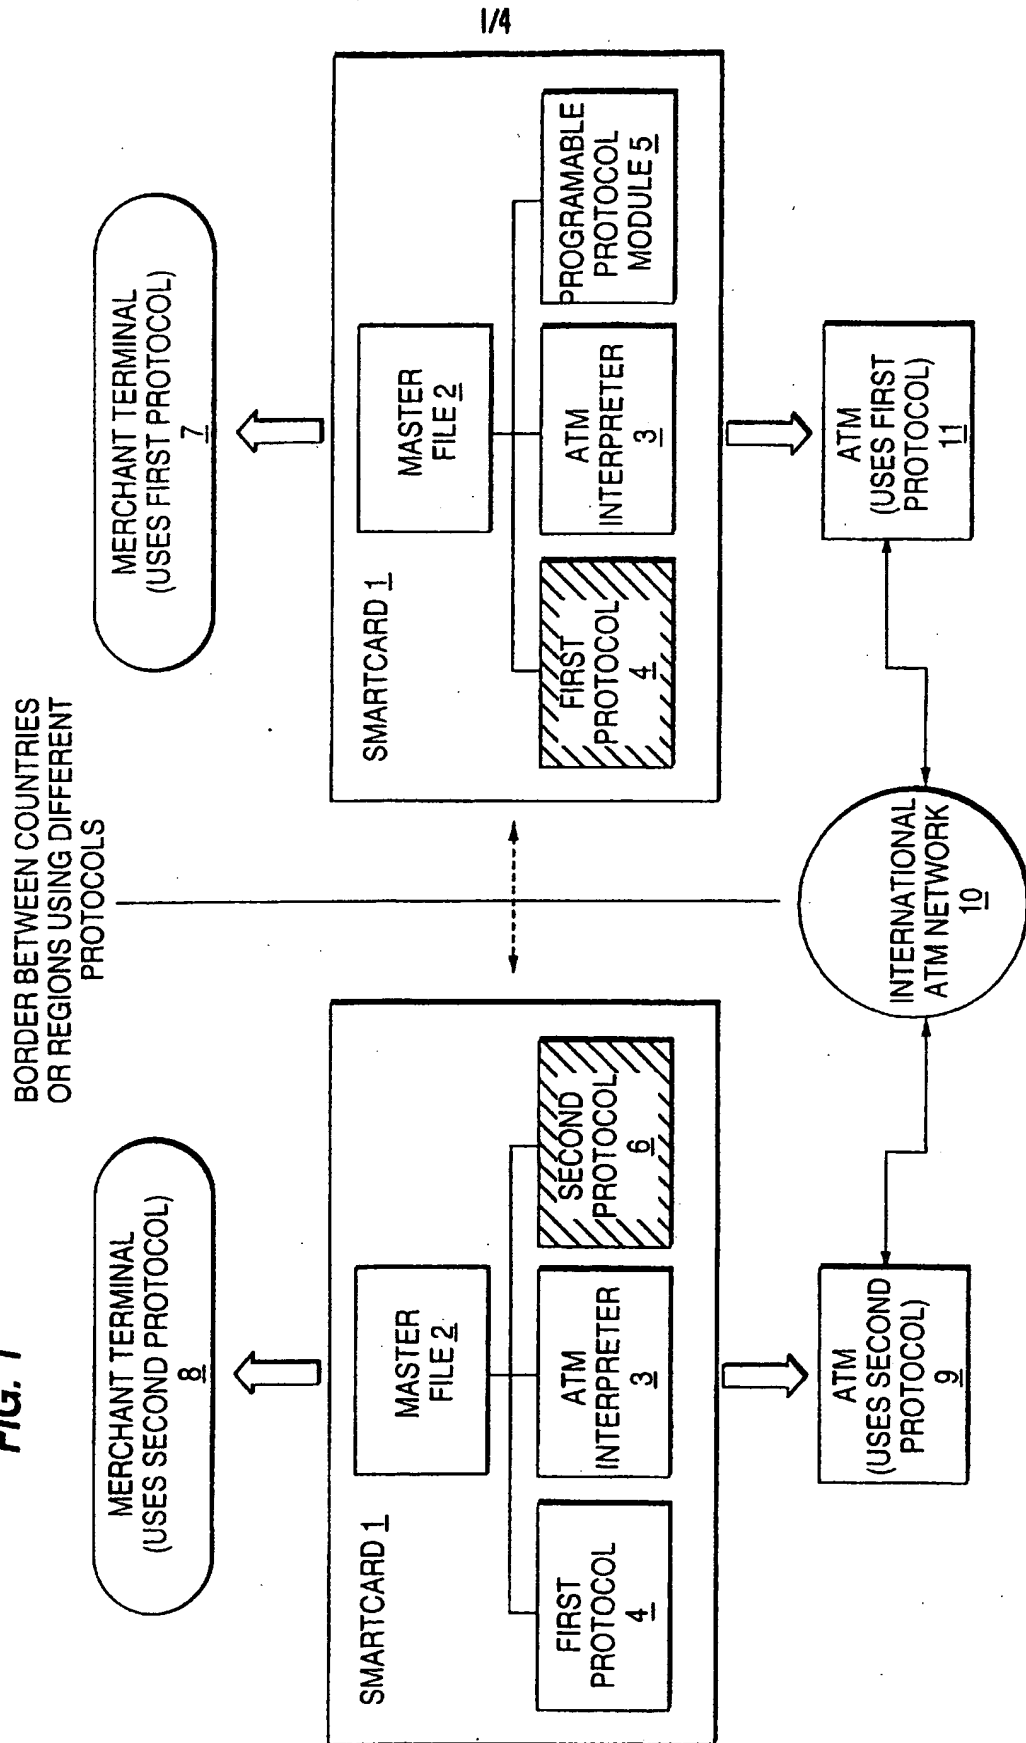 1/4
FIG. 1
BORDER BETWEEN COUNTRIES
OR REGIONS USING DIFFERENT
PROTOCOLS
MERCHANT TERMINAL
(USES SECOND PROTOCOL)
8
SMARTCARD 1
MASTER
FILE 2
FIRST
PROTOCOL
4
ATM
INTERPRETER
3
SECOND
PROTOCOL
6
ATM
(USES SECOND
PROTOCOL)
9
INTERNATIONAL
ATM NETWORK
10
MERCHANT TERMINAL
(USES FIRST PROTOCOL)
7
SMARTCARD 1
MASTER
FILE 2
FIRST
PROTOCOL
4
ATM
INTERPRETER
3
PROGRAMABLE
PROTOCOL
MODULE 5
ATM
(USES FIRST
PROTOCOL)
11